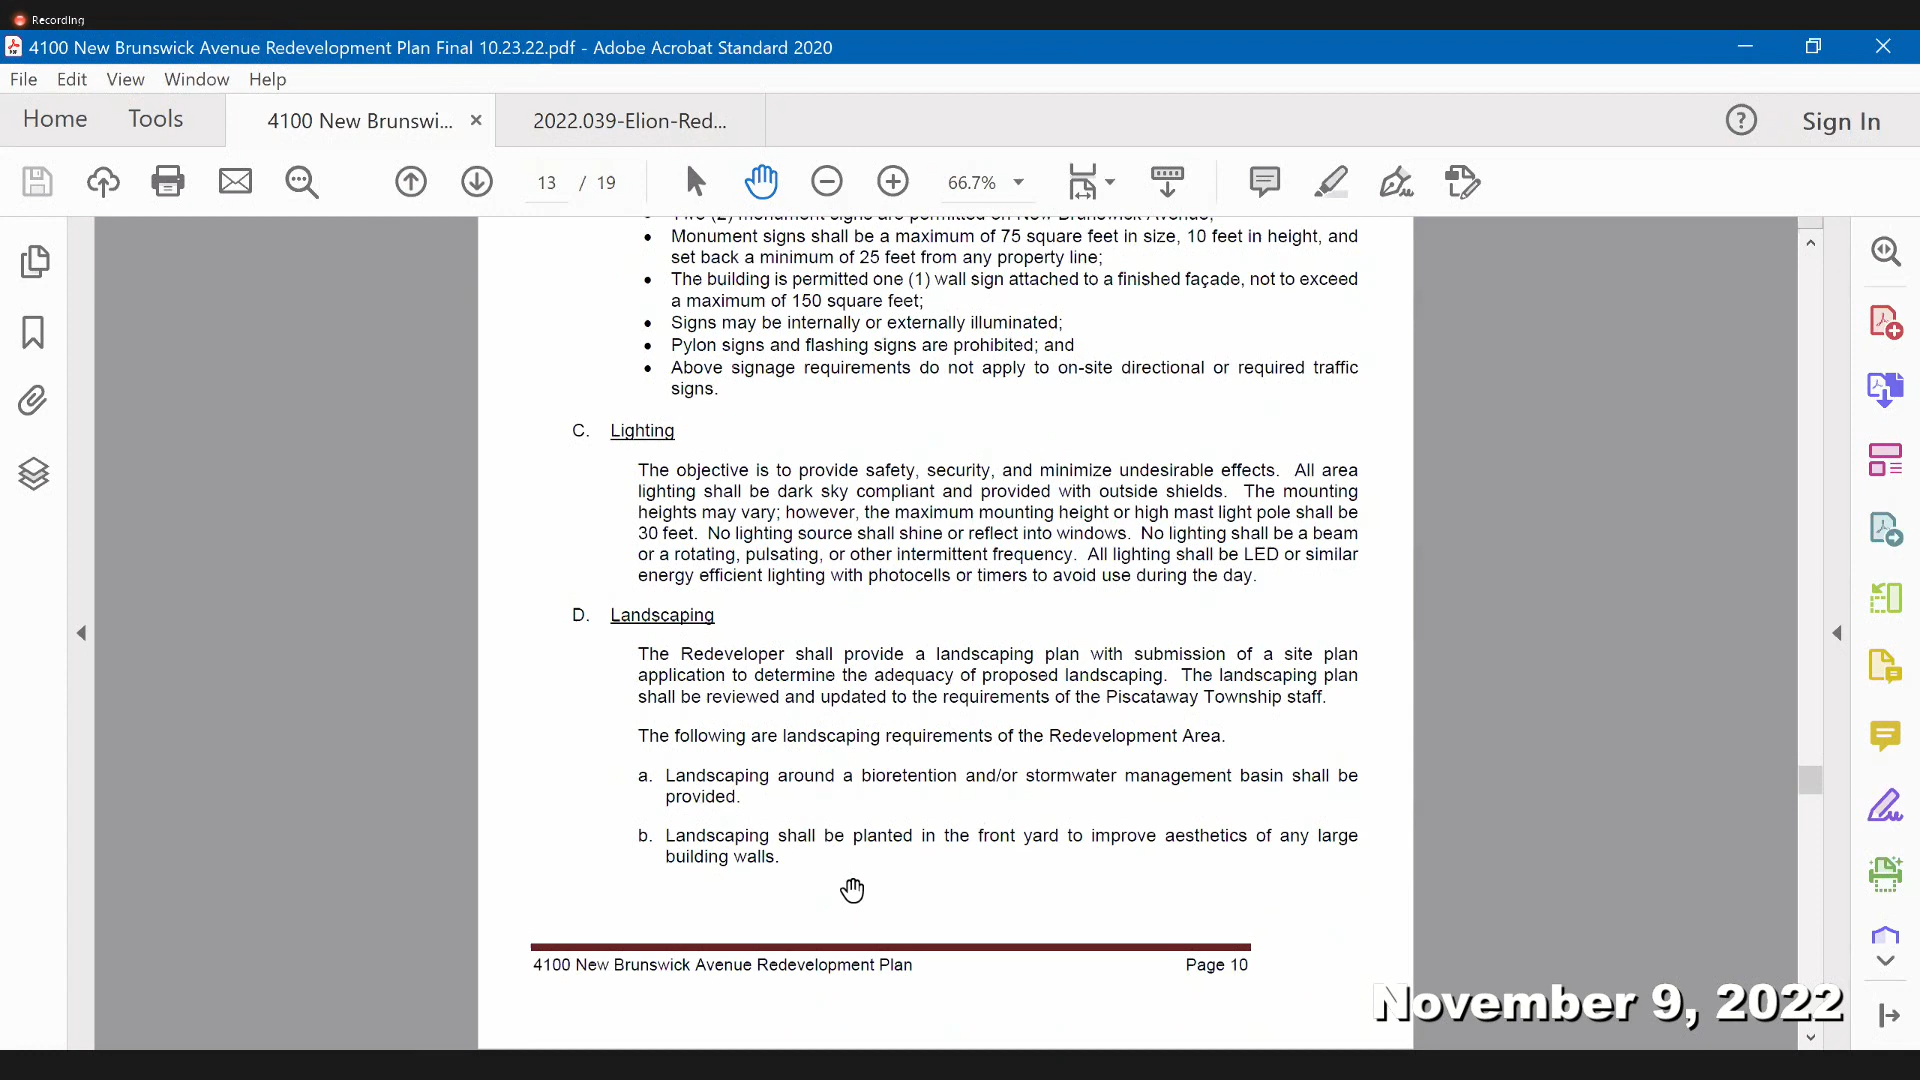 Recording
4100 New Brunswick Avenue Redevelopment Plan Final 10.23.22.pdf - Adobe Acrobat Standard 2020
File Edit View Window Help
Home Tools 4100 New Brunswi... × 2022.039-Elion-Red... Sign In
13 / 19 66.7%
Two (2) monument signs are permitted on New Brunswick Avenue;
• Monument signs shall be a maximum of 75 square feet in size, 10 feet in height, and
set back a minimum of 25 feet from any property line;
• The building is permitted one (1) wall sign attached to a finished façade, not to exceed
a maximum of 150 square feet;
• Signs may be internally or externally illuminated;
• Pylon signs and flashing signs are prohibited; and
• Above signage requirements do not apply to on-site directional or required traffic
signs.
C. Lighting
The objective is to provide safety, security, and minimize undesirable effects. All area
lighting shall be dark sky compliant and provided with outside shields. The mounting
heights may vary; however, the maximum mounting height or high mast light pole shall be
30 feet. No lighting source shall shine or reflect into windows. No lighting shall be a beam
or a rotating, pulsating, or other intermittent frequency. All lighting shall be LED or similar
energy efficient lighting with photocells or timers to avoid use during the day.
D. Landscaping
The Redeveloper shall provide a landscaping plan with submission of a site plan
application to determine the adequacy of proposed landscaping. The landscaping plan
shall be reviewed and updated to the requirements of the Piscataway Township staff.
The following are landscaping requirements of the Redevelopment Area.
a. Landscaping around a bioretention and/or stormwater management basin shall be
provided.
b. Landscaping shall be planted in the front yard to improve aesthetics of any large
building walls.
4100 New Brunswick Avenue Redevelopment Plan Page 10
November 9, 2022